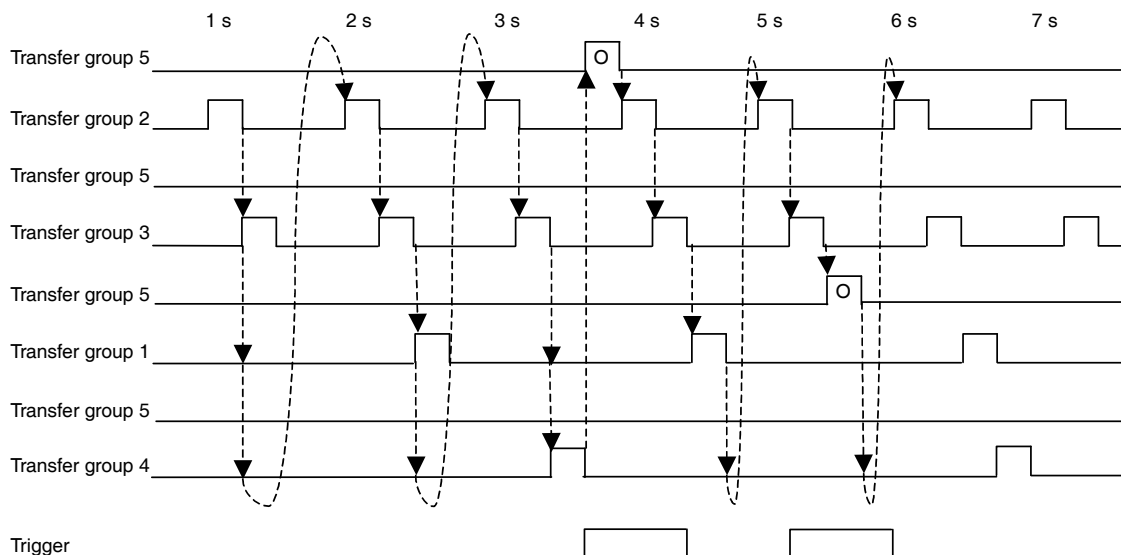 1 s 2 s 3 s 4 s 5 s 6 s 7 s
Transfer group 5
O
Transfer group 2
Transfer group 5
Transfer group 3
Transfer group 5
O
Transfer group 1
Transfer group 5
Transfer group 4
Trigger